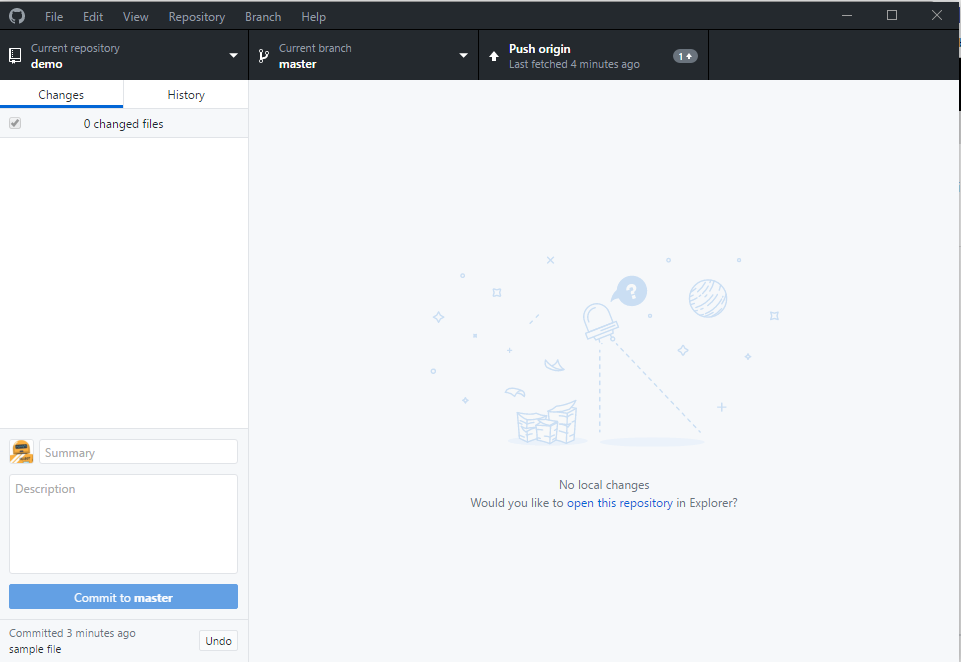 File Edit View Repository Branch Help
Current repository
demo
Current branch
master
Push origin
Last fetched 4 minutes ago
1
Changes History
0 changed files
?
No local changes
Would you like to open this repository in Explorer?
Summary
Description
Commit to master
Committed 3 minutes ago
sample file
Undo